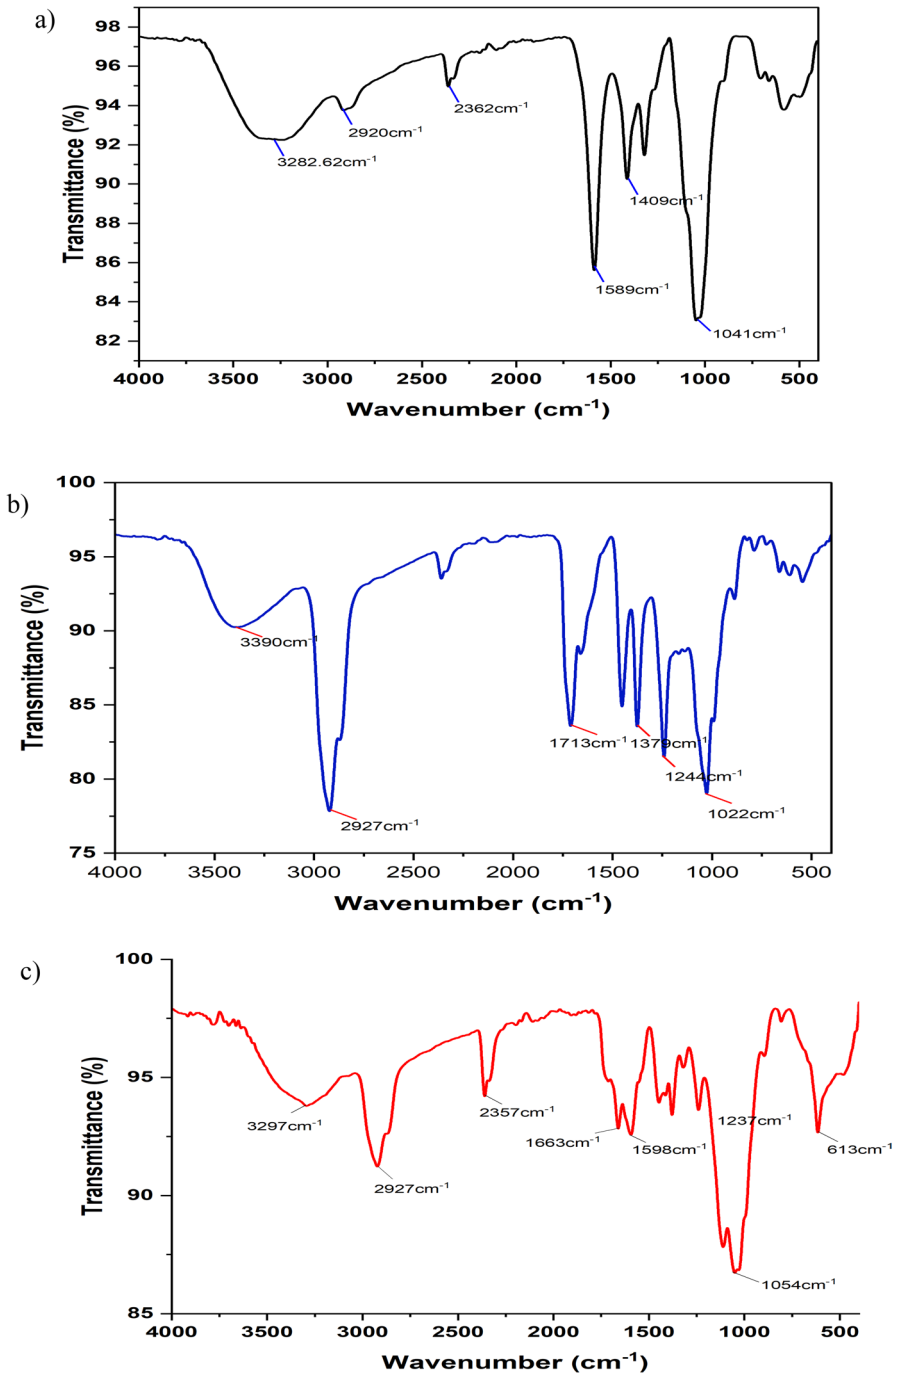 a)
Transmittance (%)
98
96
94
92
90
88
86
84
82
3282.62cm⁻¹
2920cm⁻¹
2362cm⁻¹
1589cm⁻¹
1409cm⁻¹
1041cm⁻¹
4000 3500 3000 2500 2000 1500 1000 500
Wavenumber (cm⁻¹)
b)
Transmittance (%)
100
95
90
85
80
75
3390cm⁻¹
2927cm⁻¹
1713cm⁻¹
1379cm⁻¹
1244cm⁻¹
1022cm⁻¹
4000 3500 3000 2500 2000 1500 1000 500
Wavenumber (cm⁻¹)
c)
Transmittance (%)
100
95
90
85
3297cm⁻¹
2927cm⁻¹
2357cm⁻¹
1663cm⁻¹
1598cm⁻¹
1237cm⁻¹
1054cm⁻¹
613cm⁻¹
4000 3500 3000 2500 2000 1500 1000 500
Wavenumber (cm⁻¹)